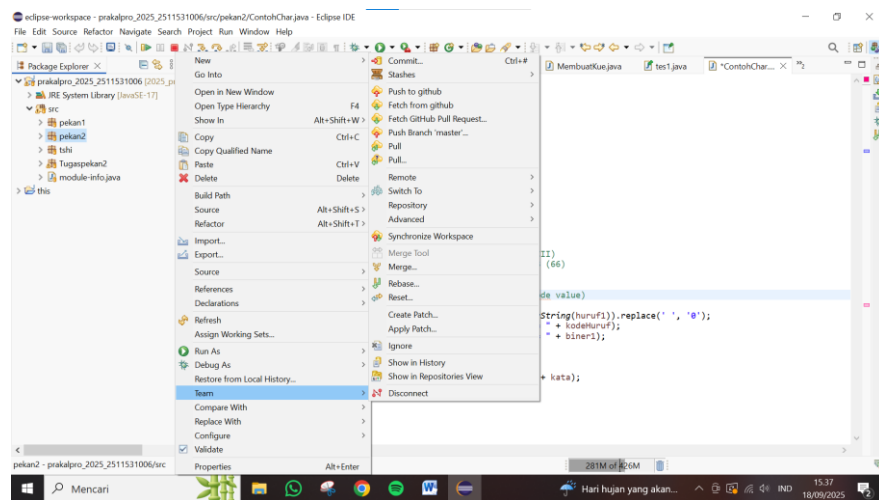 eclipse-workspace - prakalpro_2025_2511531006/src/pekan2/ContohChar.java - Eclipse IDE
File Edit Source Refactor Navigate Search Project Run Window Help
Package Explorer
MembuatKue.java
tes1.java
*ContohChar...
2
prakalpro_2025_2511531006 [2025_p
JRE System Library [JavaSE-17]
src
pekan1
pekan2
tshi
Tugaspekan2
module-info.java
this
New
Go Into
Open in New Window
Open Type Hierarchy F4
Show In Alt+Shift+W
Copy Ctrl+C
Copy Qualified Name
Paste Ctrl+V
Delete Delete
Build Path
Source Alt+Shift+S
Refactor Alt+Shift+T
Import...
Export...
Source
References
Declarations
Refresh
Assign Working Sets...
Run As
Debug As
Restore from Local History...
Team
Compare With
Replace With
Configure
Validate
Properties Alt+Enter
Commit... Ctrl+#
Stashes
Push to github
Fetch from github
Fetch GitHub Pull Request...
Push Branch 'master'...
Pull
Pull...
Remote
Switch To
Repository
Advanced
Synchronize Workspace
Merge Tool
Merge...
Rebase...
Reset...
Create Patch...
Apply Patch...
Ignore
Show in History
Show in Repositories View
Disconnect
II)
(66)
de value)
String(huruf1)).replace(' ', '0');
" + kodeHuruf);
" + biner1);
+ kata);
pekan2 - prakalpro_2025_2511531006/src
281M of 426M
Mencari
Hari hujan yang akan...
IND
15.37
18/09/2025